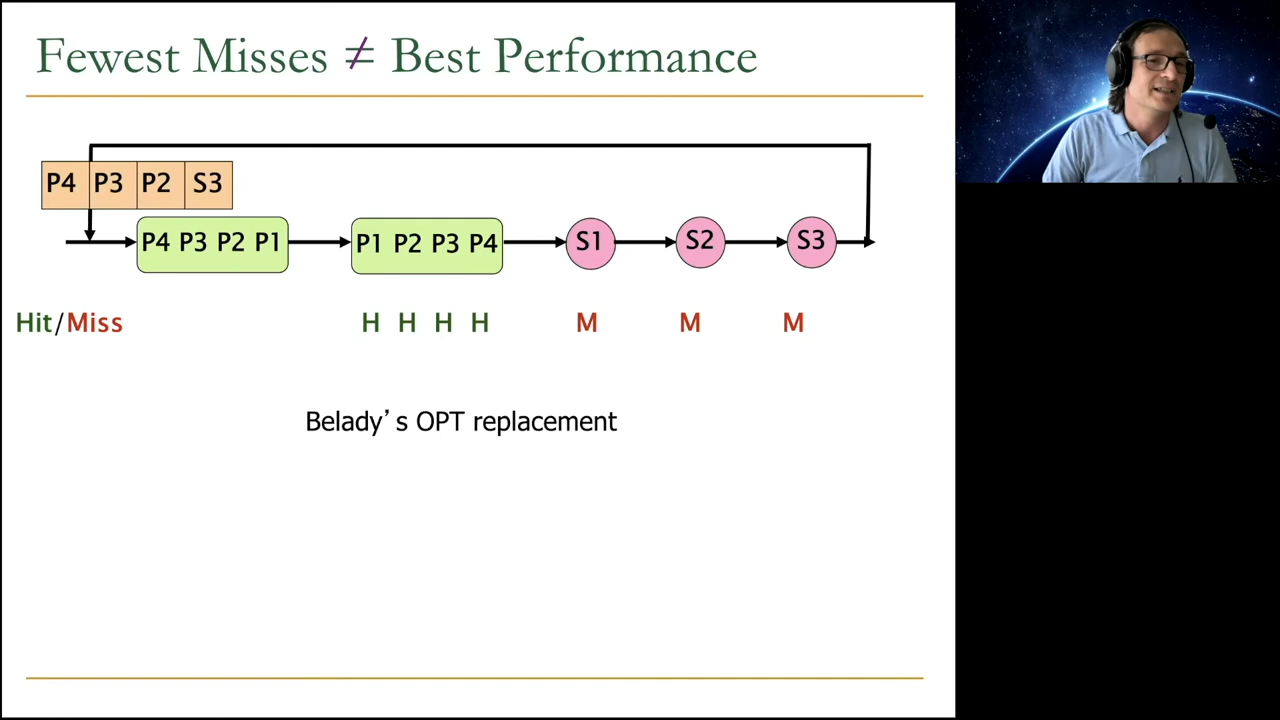 Fewest Misses ≠ Best Performance
P4 P3 P2 S3
P4 P3 P2 P1
P1 P2 P3 P4
S1
S2
S3
Hit/Miss
H H H H
M
M
M
Belady’s OPT replacement